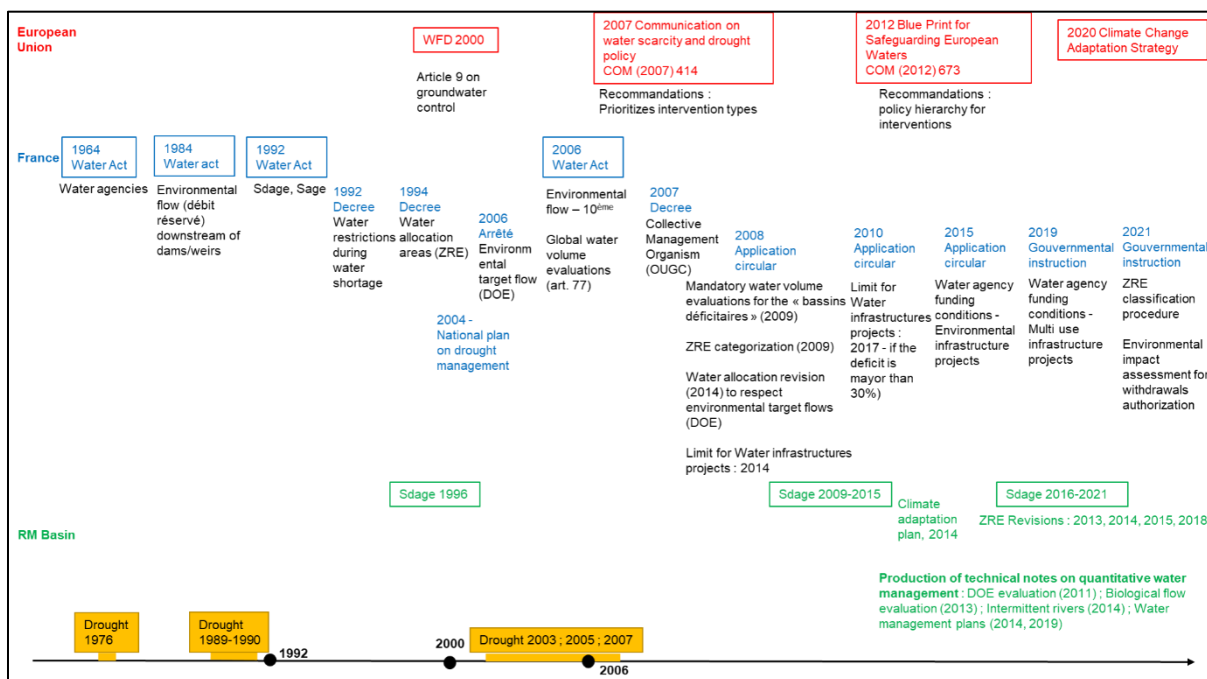 European
Union
WFD 2000
Article 9 on
groundwater
control
2007 Communication on
water scarcity and drought
policy
COM (2007) 414
Recommandations :
Prioritizes intervention types
2012 Blue Print for
Safeguarding European
Waters
COM (2012) 673
Recommandations :
policy hierarchy for
interventions
2020 Climate Change
Adaptation Strategy
France
1964
Water Act
Water agencies
1984
Water act
Environmental
flow (débit
réservé)
downstream of
dams/weirs
1992
Water Act
Sdage, Sage
1992
Decree
Water
restrictions
during
water
shortage
1994
Decree
Water
allocation
areas (ZRE)
2004 -
National plan
on drought
management
2006
Arrêté
Environm
ental
target flow
(DOE)
2006
Water Act
Environmental
flow – 10ème
Global water
volume
evaluations
(art. 77)
2007
Decree
Collective
Management
Organism
(OUGC)
2008
Application
circular
Mandatory water volume
evaluations for the « bassins
déficitaires » (2009)
ZRE categorization (2009)
Water allocation revision
(2014) to respect
environmental target flows
(DOE)
Limit for Water infrastructures
projects : 2014
2010
Application
circular
Limit for
Water
infrastructures
projects :
2017 - if the
deficit is
mayor than
30%)
2015
Application
circular
Water agency
funding
conditions -
Environmental
infrastructure
projects
2019
Gouvernmental
instruction
Water agency
funding
conditions -
Multi use
infrastructure
projects
2021
Gouvernmental
instruction
ZRE
classification
procedure
Environmental
impact
assessment for
withdrawals
authorization
RM Basin
Sdage 1996
Sdage 2009-2015
Climate
adaptation
plan, 2014
Sdage 2016-2021
ZRE Revisions : 2013, 2014, 2015, 2018
Production of technical notes on quantitative water
management : DOE evaluation (2011) ; Biological flow
evaluation (2013) ; Intermittent rivers (2014) ; Water
management plans (2014, 2019)
Drought
1976
Drought
1989-1990
1992
2000
Drought 2003 ; 2005 ; 2007
2006